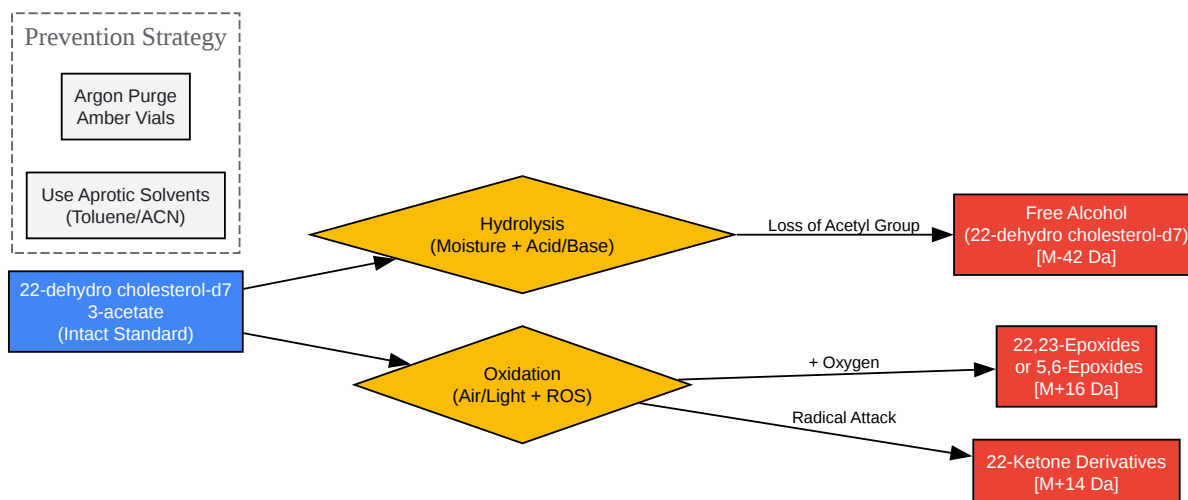 Prevention Strategy
Argon Purge
Amber Vials
Use Aprotic Solvents
(Toluene/ACN)
22-dehydro cholesterol-d7
3-acetate
(Intact Standard)
Hydrolysis
(Moisture + Acid/Base)
Loss of Acetyl Group
Free Alcohol
(22-dehydro cholesterol-d7)
[M-42 Da]
Oxidation
(Air/Light + ROS)
+ Oxygen
22,23-Epoxides
or 5,6-Epoxides
[M+16 Da]
Radical Attack
22-Ketone Derivatives
[M+14 Da]